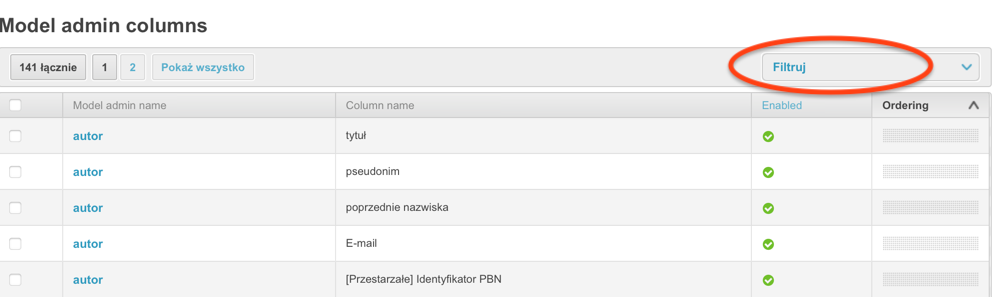 Model admin columns
141 łącznie 1 2 Pokaż wszystko Filtruj
Model admin name Column name Enabled Ordering
autor tytuł
autor pseudonim
autor poprzednie nazwiska
autor E-mail
autor [Przestarzałe] Identyfikator PBN